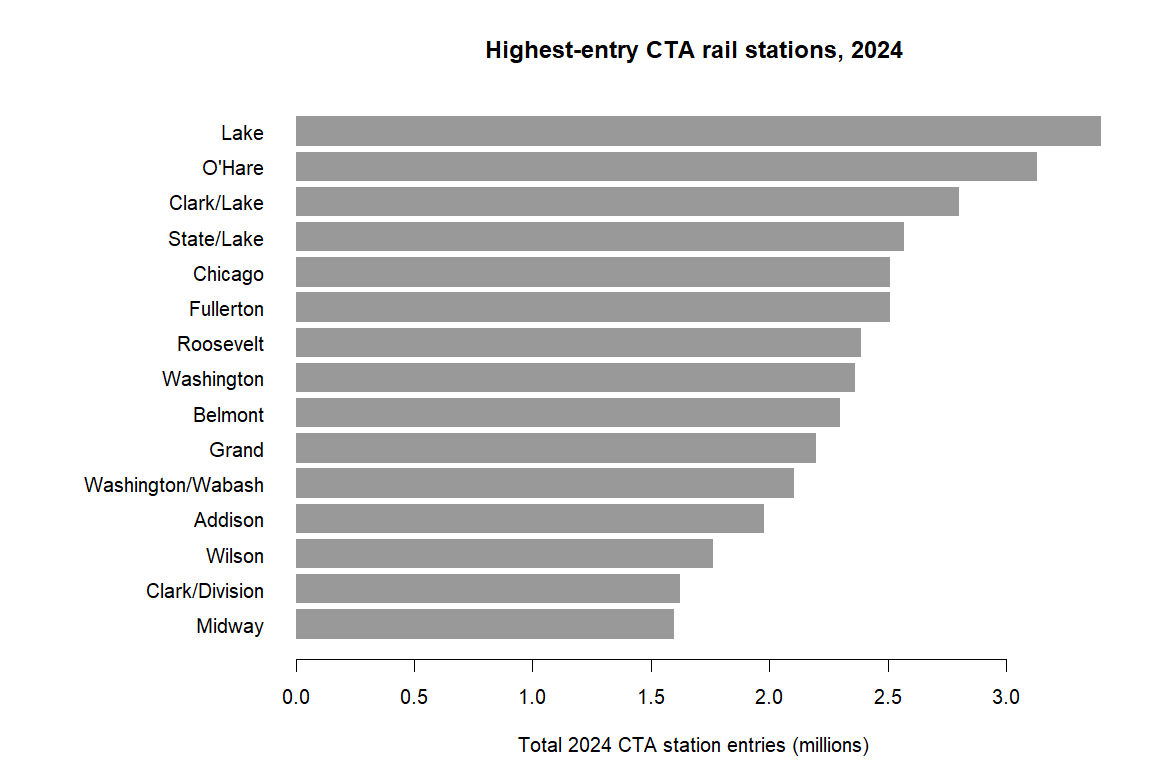 Highest-entry CTA rail stations, 2024
Lake
O'Hare
Clark/Lake
State/Lake
Chicago
Fullerton
Roosevelt
Washington
Belmont
Grand
Washington/Wabash
Addison
Wilson
Clark/Division
Midway
0.0 0.5 1.0 1.5 2.0 2.5 3.0
Total 2024 CTA station entries (millions)